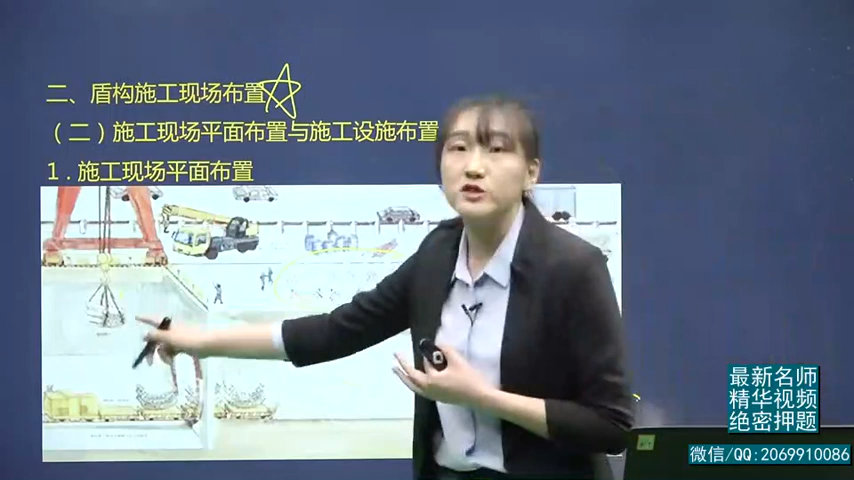 二、盾构施工现场布置
（二）施工现场平面布置与施工设施布置
1.施工现场平面布置
最新名师
精华视频
绝密押题
微信/QQ:2069910086